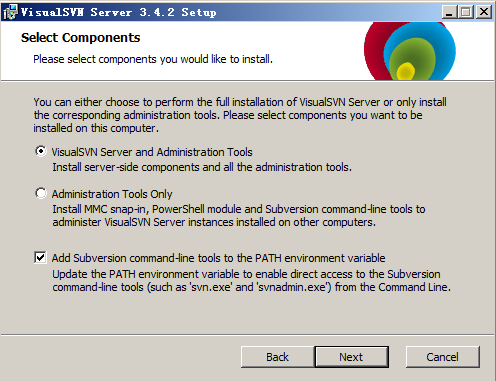 VisualSVN Server 3.4.2 Setup
Select Components
Please select components you would like to install.
You can either choose to perform the full installation of VisualSVN Server or only install
the corresponding administration tools. Please select components you want to be
installed on this computer.
VisualSVN Server and Administration Tools
Install server-side components and all the administration tools.
Administration Tools Only
Install MMC snap-in, PowerShell module and Subversion command-line tools to
administer VisualSVN Server instances installed on other computers.
Add Subversion command-line tools to the PATH environment variable
Update the PATH environment variable to enable direct access to the Subversion
command-line tools (such as 'svn.exe' and 'svnadmin.exe') from the Command Line.
Back Next Cancel